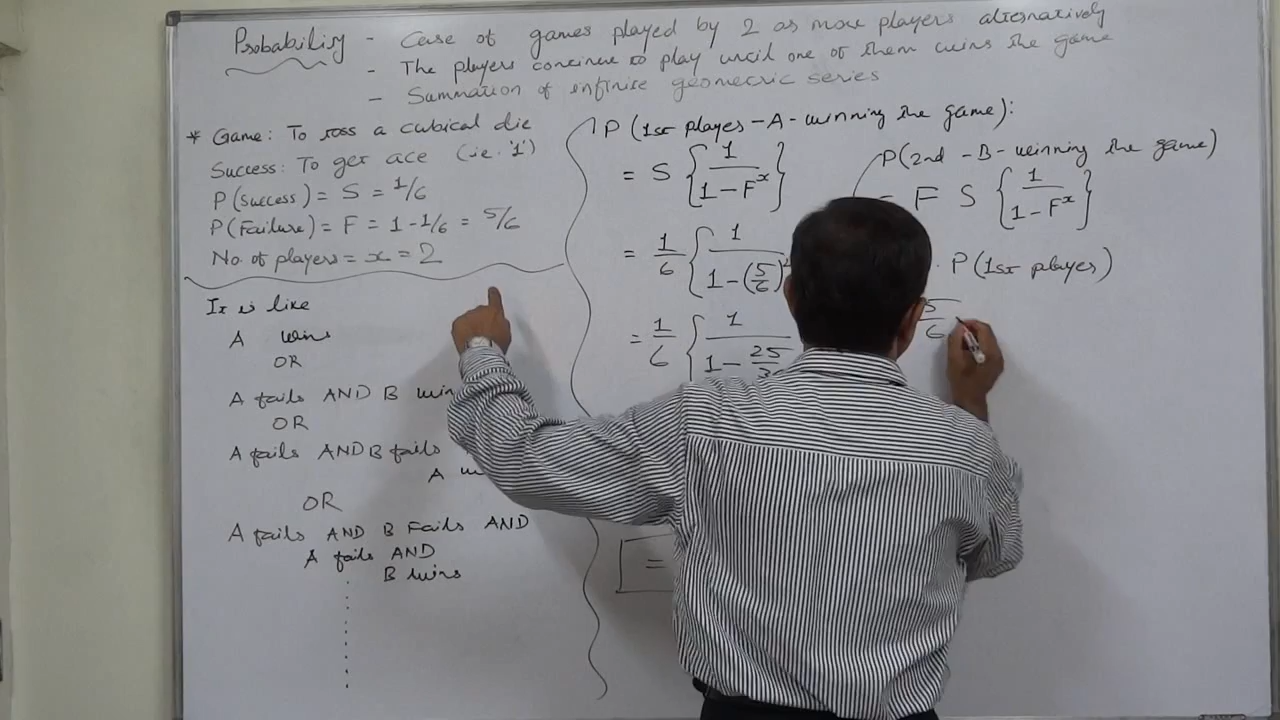 Probability - Case of games played by 2 or more players alternatively
- The players continue to play until one of them wins the game
- Summation of infinite geometric series
* Game: To toss a cubical die
Success: To get ace (ie. '1')
P(Success) = S = 1/6
P(Failure) = F = 1 - 1/6 = 5/6
No. of players = x = 2
It is like
A wins
OR
A fails AND B win
OR
A fails AND B fails
A
OR
A fails AND B Fails AND
A fails AND
B wins
P(1st player-A-winning the game):
= S { 1 / (1 - F^x) }
= 1/6 { 1 / (1 - (5/6)
= 1/6 { 1 / (1 - 25/
=
P(2nd -B- winning the game)
= F S { 1 / (1 - F^x) }
. P(1st player)
5/6